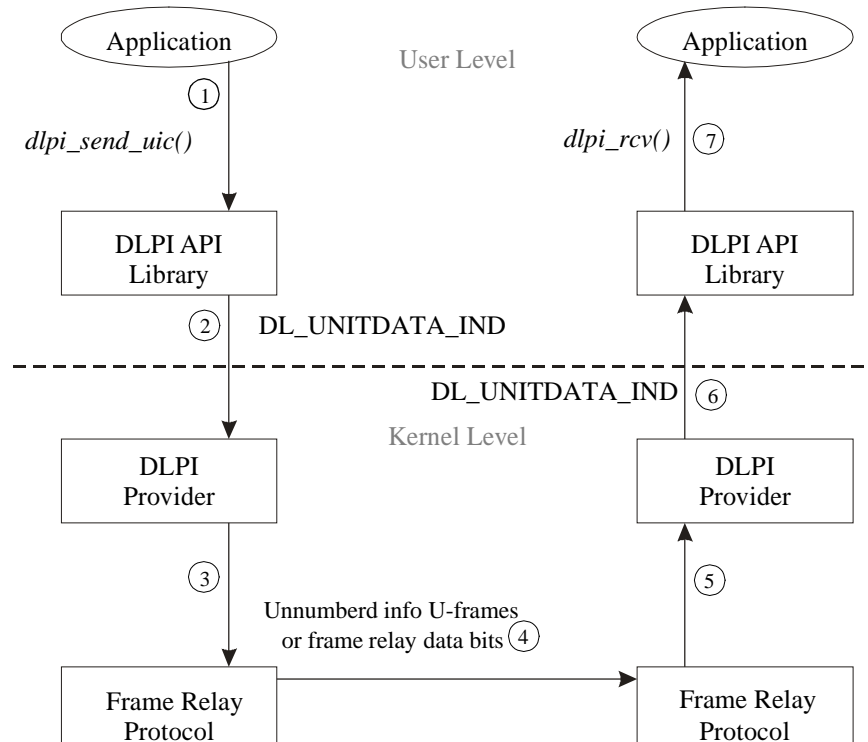 Application
Application
User Level
1
dlpi_send_uic()
dlpi_rcv()
7
DLPI API
Library
DLPI API
Library
2
DL_UNITDATA_IND
DL_UNITDATA_IND
6
Kernel Level
DLPI
Provider
DLPI
Provider
3
5
Unnumberd info U-frames
or frame relay data bits
4
Frame Relay
Protocol
Frame Relay
Protocol